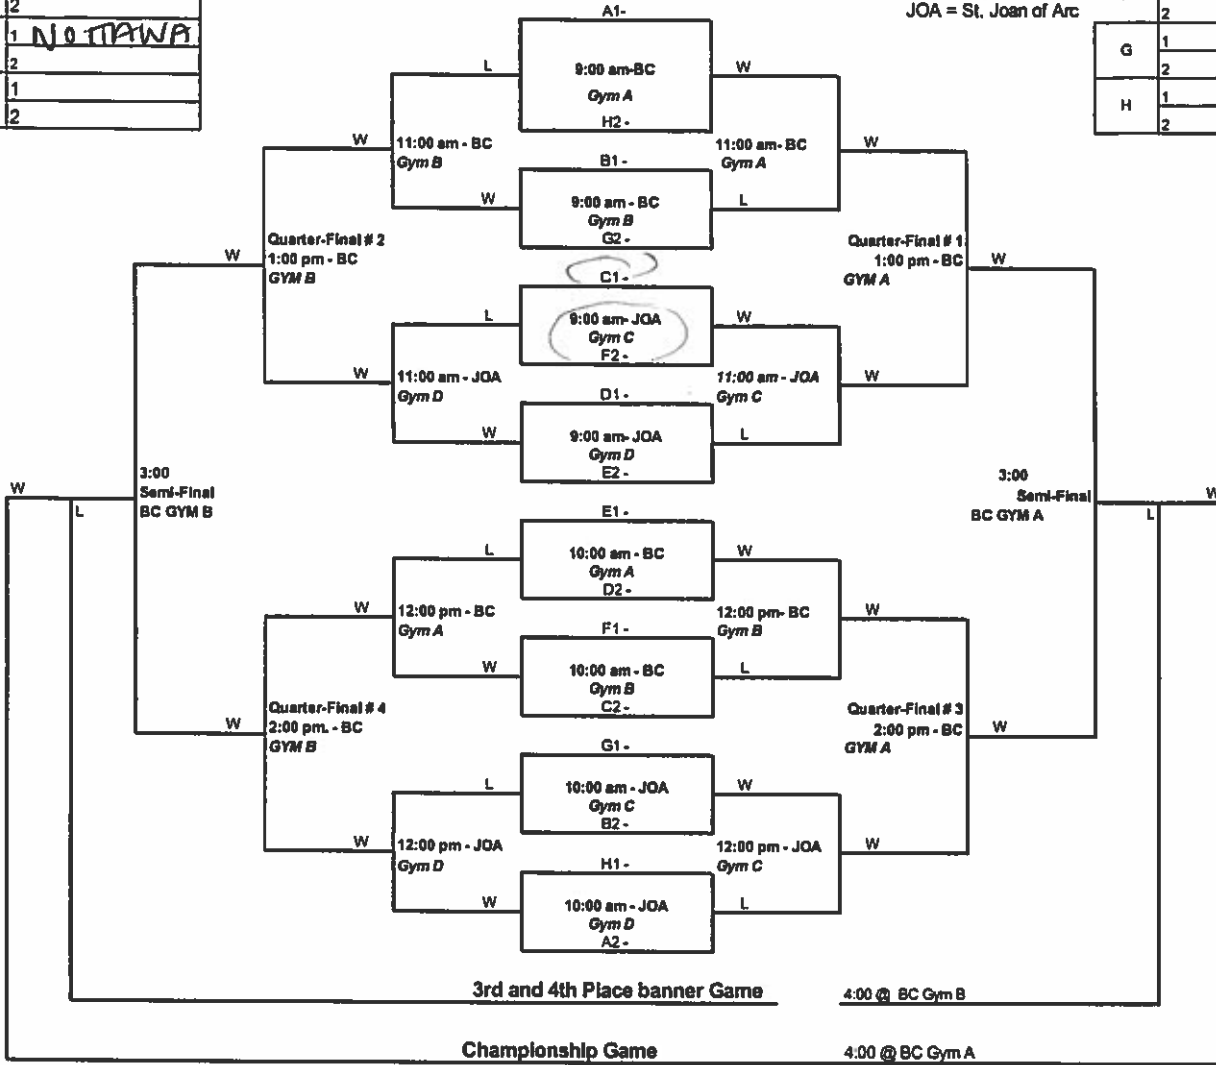 2
1 NOTTAWA
2
1
2
JOA = St. Joan of Arc
2
G
1
2
H
1
2
A1-
L
9:00 am-BC
W
Gym A
H2 -
W
11:00 am - BC
Gym B
11:00 am- BC
Gym A
W
B1 -
W
9:00 am - BC
L
Gym B
G2 -
W
Quarter-Final # 2
1:00 pm - BC
GYM B
Quarter-Final # 1
1:00 pm - BC
GYM A
W
C1 -
L
9:00 am- JOA
W
Gym C
F2 -
W
11:00 am - JOA
Gym D
11:00 am - JOA
Gym C
W
D1 -
W
9:00 am- JOA
L
Gym D
E2 -
W
L
3:00
Semi-Final
BC GYM B
3:00
Semi-Final
BC GYM A
L
W
E1 -
L
10:00 am - BC
W
Gym A
D2 -
W
12:00 pm - BC
Gym A
12:00 pm- BC
Gym B
W
F1 -
W
10:00 am - BC
L
Gym B
C2 -
W
Quarter-Final # 4
2:00 pm. - BC
GYM B
Quarter-Final # 3
2:00 pm - BC
GYM A
W
G1 -
L
10:00 am - JOA
W
Gym C
B2 -
W
12:00 pm - JOA
Gym D
12:00 pm - JOA
Gym C
W
H1 -
W
10:00 am - JOA
L
Gym D
A2 -
3rd and 4th Place banner Game
4:00 @ BC Gym B
Championship Game
4:00 @ BC Gym A